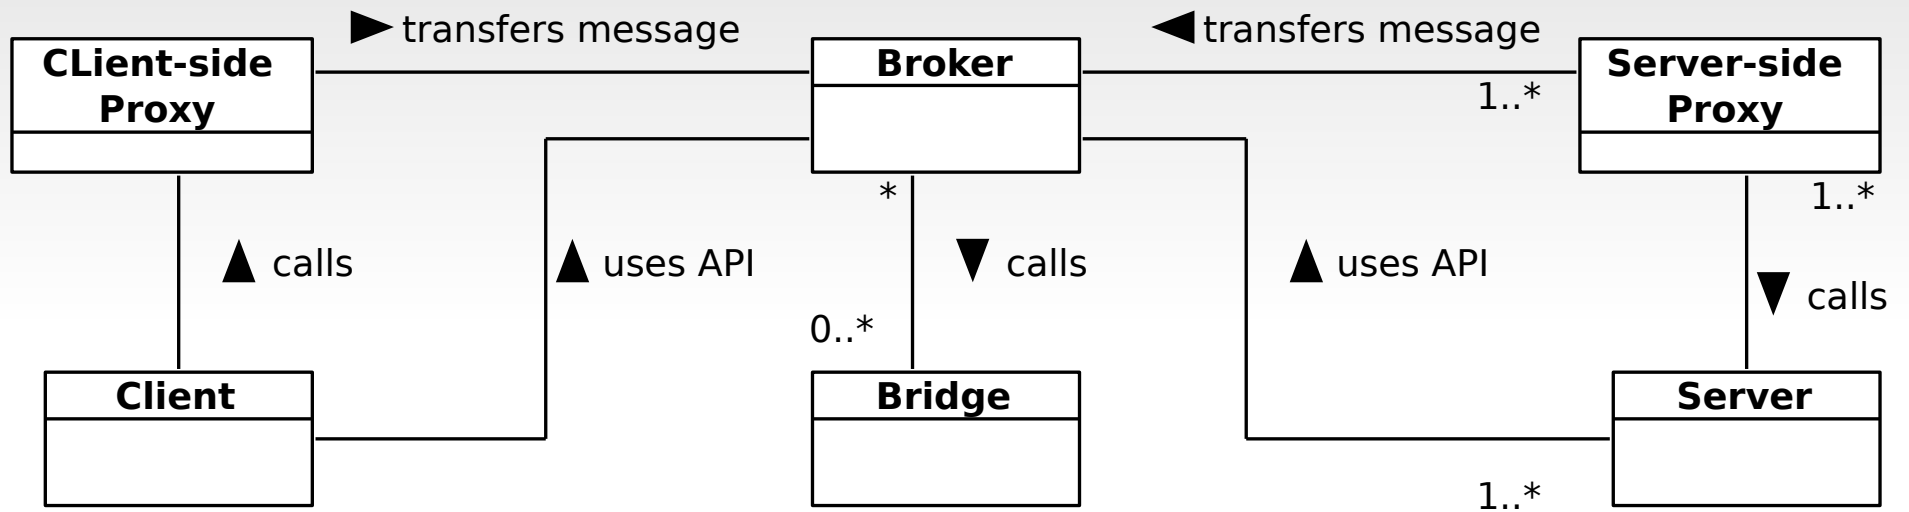 transfers message
transfers message
CLient-side
Proxy
Broker
Server-side
Proxy
1..*
*
1..*
calls
uses API
calls
uses API
calls
0..*
Client
Bridge
Server
1..*